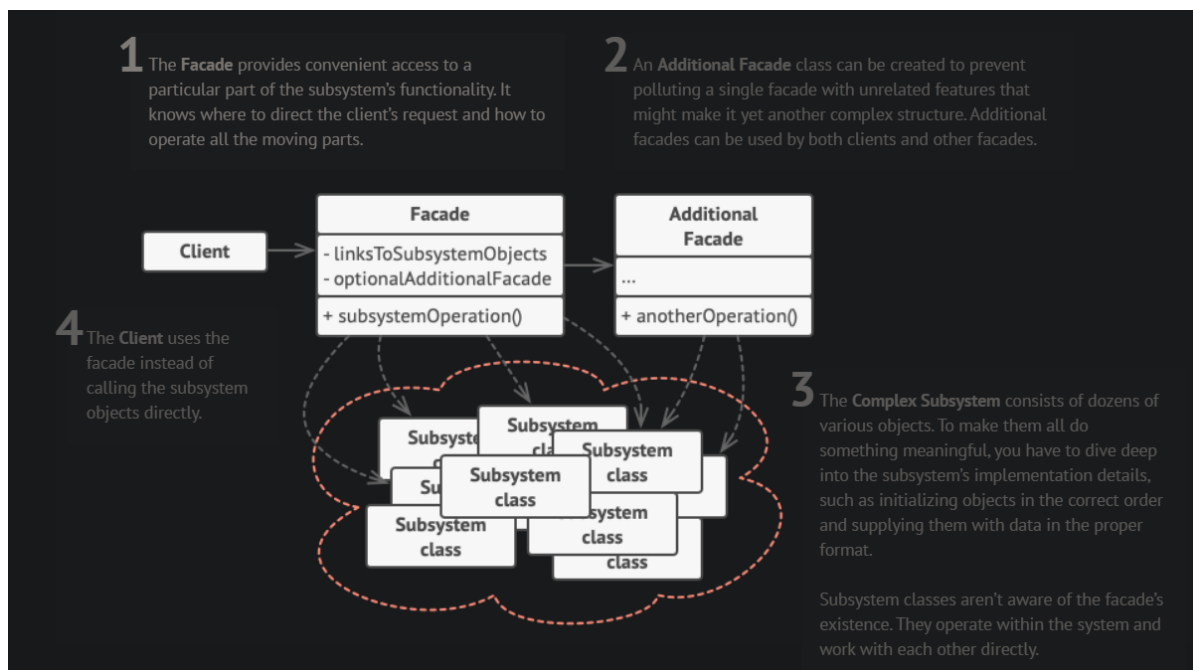 1
The Facade provides convenient access to a
particular part of the subsystem's functionality. It
knows where to direct the client's request and how to
operate all the moving parts.
2
An Additional Facade class can be created to prevent
polluting a single facade with unrelated features that
might make it yet another complex structure. Additional
facades can be used by both clients and other facades.
Client
Facade
- linksToSubsystemObjects
- optionalAdditionalFacade
+ subsystemOperation()
Additional
Facade
...
+ anotherOperation()
4
The Client uses the
facade instead of
calling the subsystem
objects directly.
Subsyste
c
Subsystem
cla
Subsystem
class
Su
Subsystem
class
Subsystem
class
ubsystem
class
class
3
The Complex Subsystem consists of dozens of
various objects. To make them all do
something meaningful, you have to dive deep
into the subsystem's implementation details,
such as initializing objects in the correct order
and supplying them with data in the proper
format.
Subsystem classes aren't aware of the facade's
existence. They operate within the system and
work with each other directly.